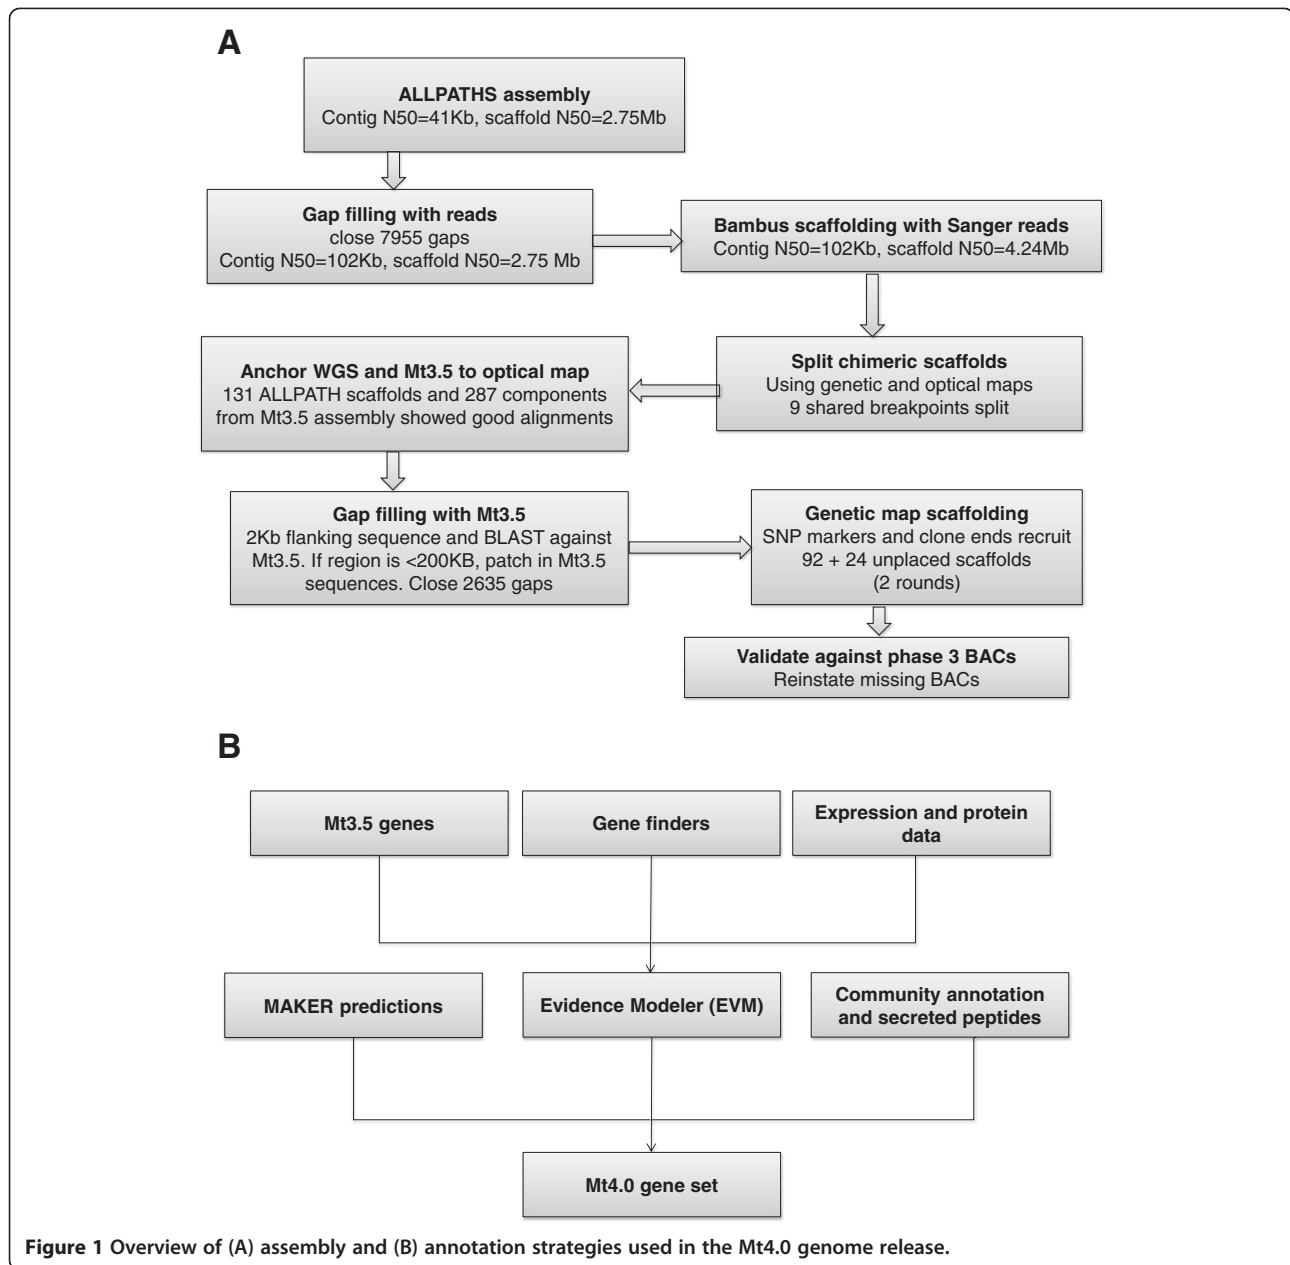 A
ALLPATHS assembly
Contig N50=41Kb, scaffold N50=2.75Mb
Gap filling with reads
close 7955 gaps
Contig N50=102Kb, scaffold N50=2.75 Mb
Bambus scaffolding with Sanger reads
Contig N50=102Kb, scaffold N50=4.24Mb
Split chimeric scaffolds
Using genetic and optical maps
9 shared breakpoints split
Anchor WGS and Mt3.5 to optical map
131 ALLPATH scaffolds and 287 components
from Mt3.5 assembly showed good alignments
Gap filling with Mt3.5
2Kb flanking sequence and BLAST against
Mt3.5. If region is <200KB, patch in Mt3.5
sequences. Close 2635 gaps
Genetic map scaffolding
SNP markers and clone ends recruit
92 + 24 unplaced scaffolds
(2 rounds)
Validate against phase 3 BACs
Reinstate missing BACs
B
Mt3.5 genes
Gene finders
Expression and protein
data
MAKER predictions
Evidence Modeler (EVM)
Community annotation
and secreted peptides
Mt4.0 gene set
Figure 1 Overview of (A) assembly and (B) annotation strategies used in the Mt4.0 genome release.